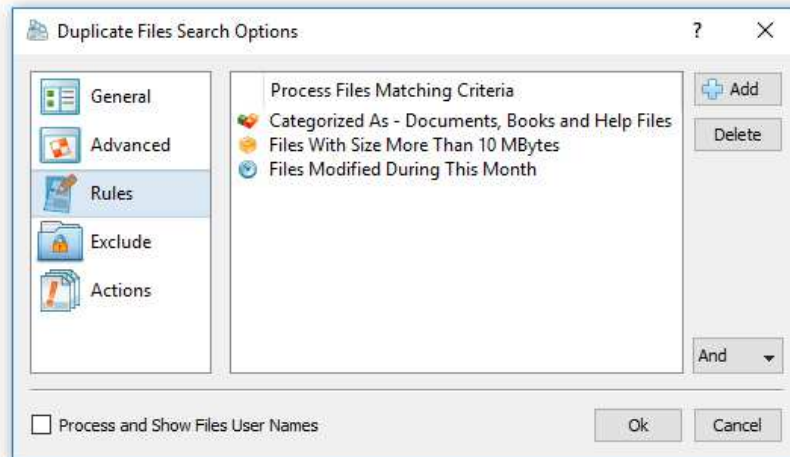 Duplicate Files Search Options
?
General
Advanced
Rules
Exclude
Actions
Process Files Matching Criteria
Categorized As - Documents, Books and Help Files
Files With Size More Than 10 MBytes
Files Modified During This Month
Add
Delete
And
Process and Show Files User Names
Ok
Cancel